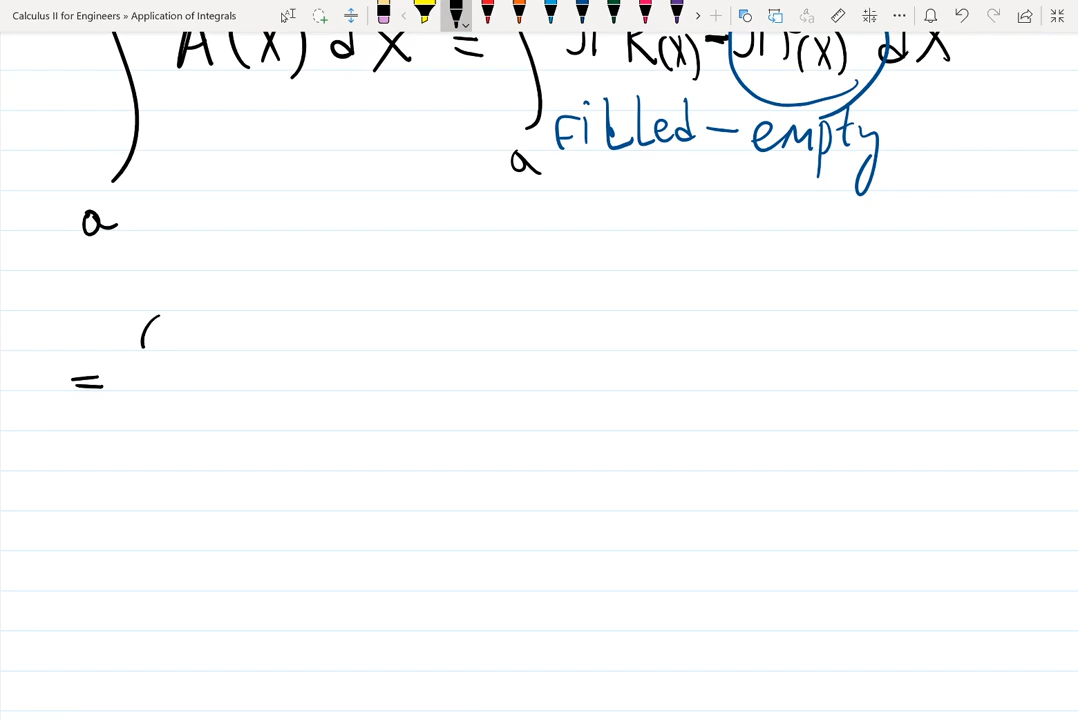 Calculus II for Engineers » Application of Integrals
∫ A(x) dx = ∫ π R(x) - π r(x) dx
Filled - empty
a
a
=